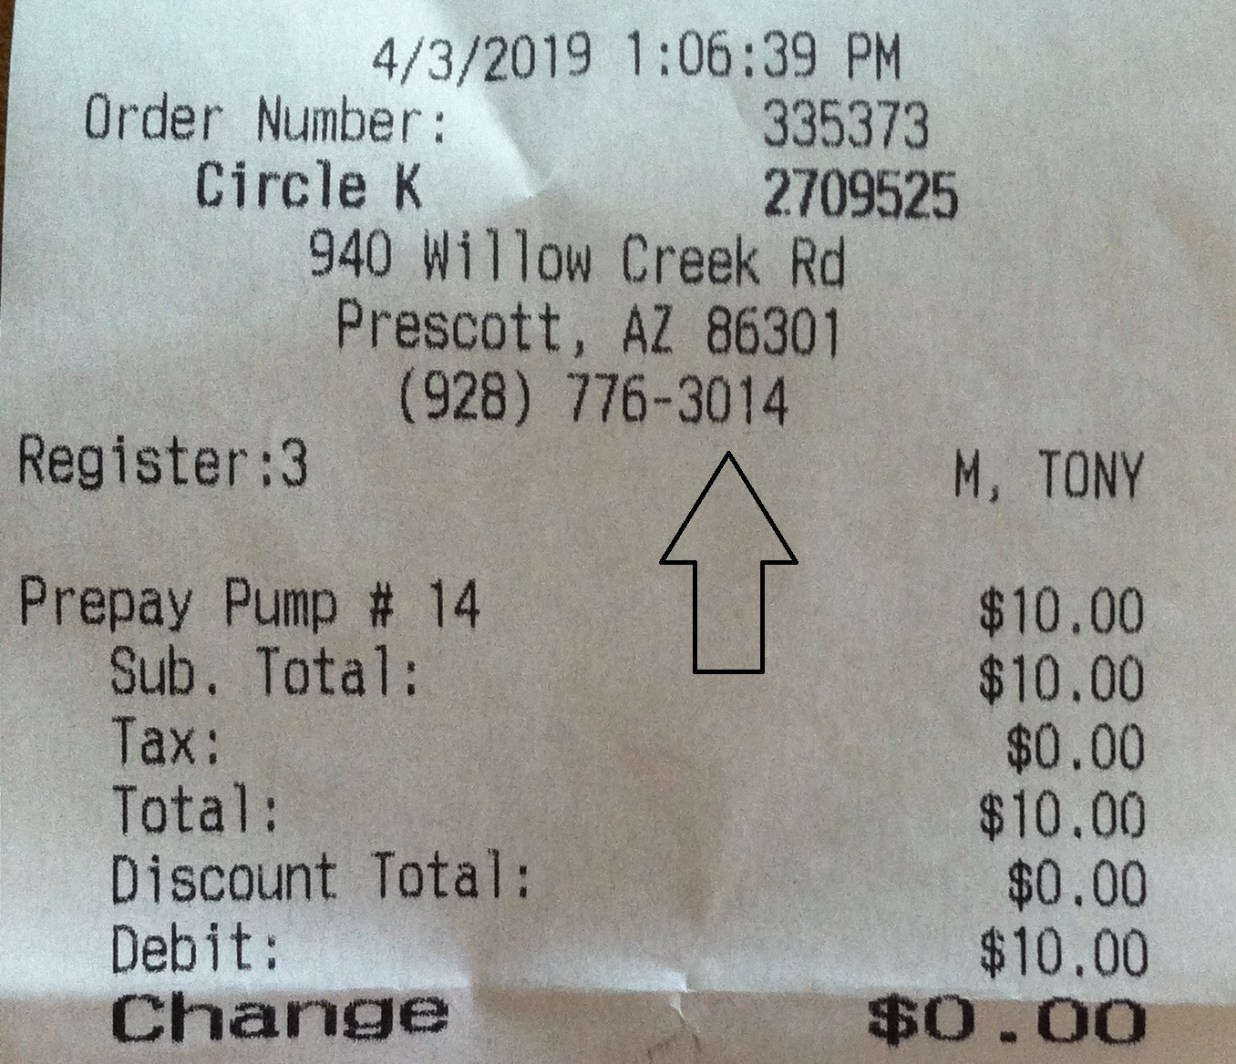 4/3/2019 1:06:39 PM
Order Number: 335373
Circle K 2709525
940 Willow Creek Rd
Prescott, AZ 86301
(928) 776-3014
Register:3 M, TONY
Prepay Pump # 14 $10.00
Sub. Total: $10.00
Tax: $0.00
Total: $10.00
Discount Total: $0.00
Debit: $10.00
Change $0.00